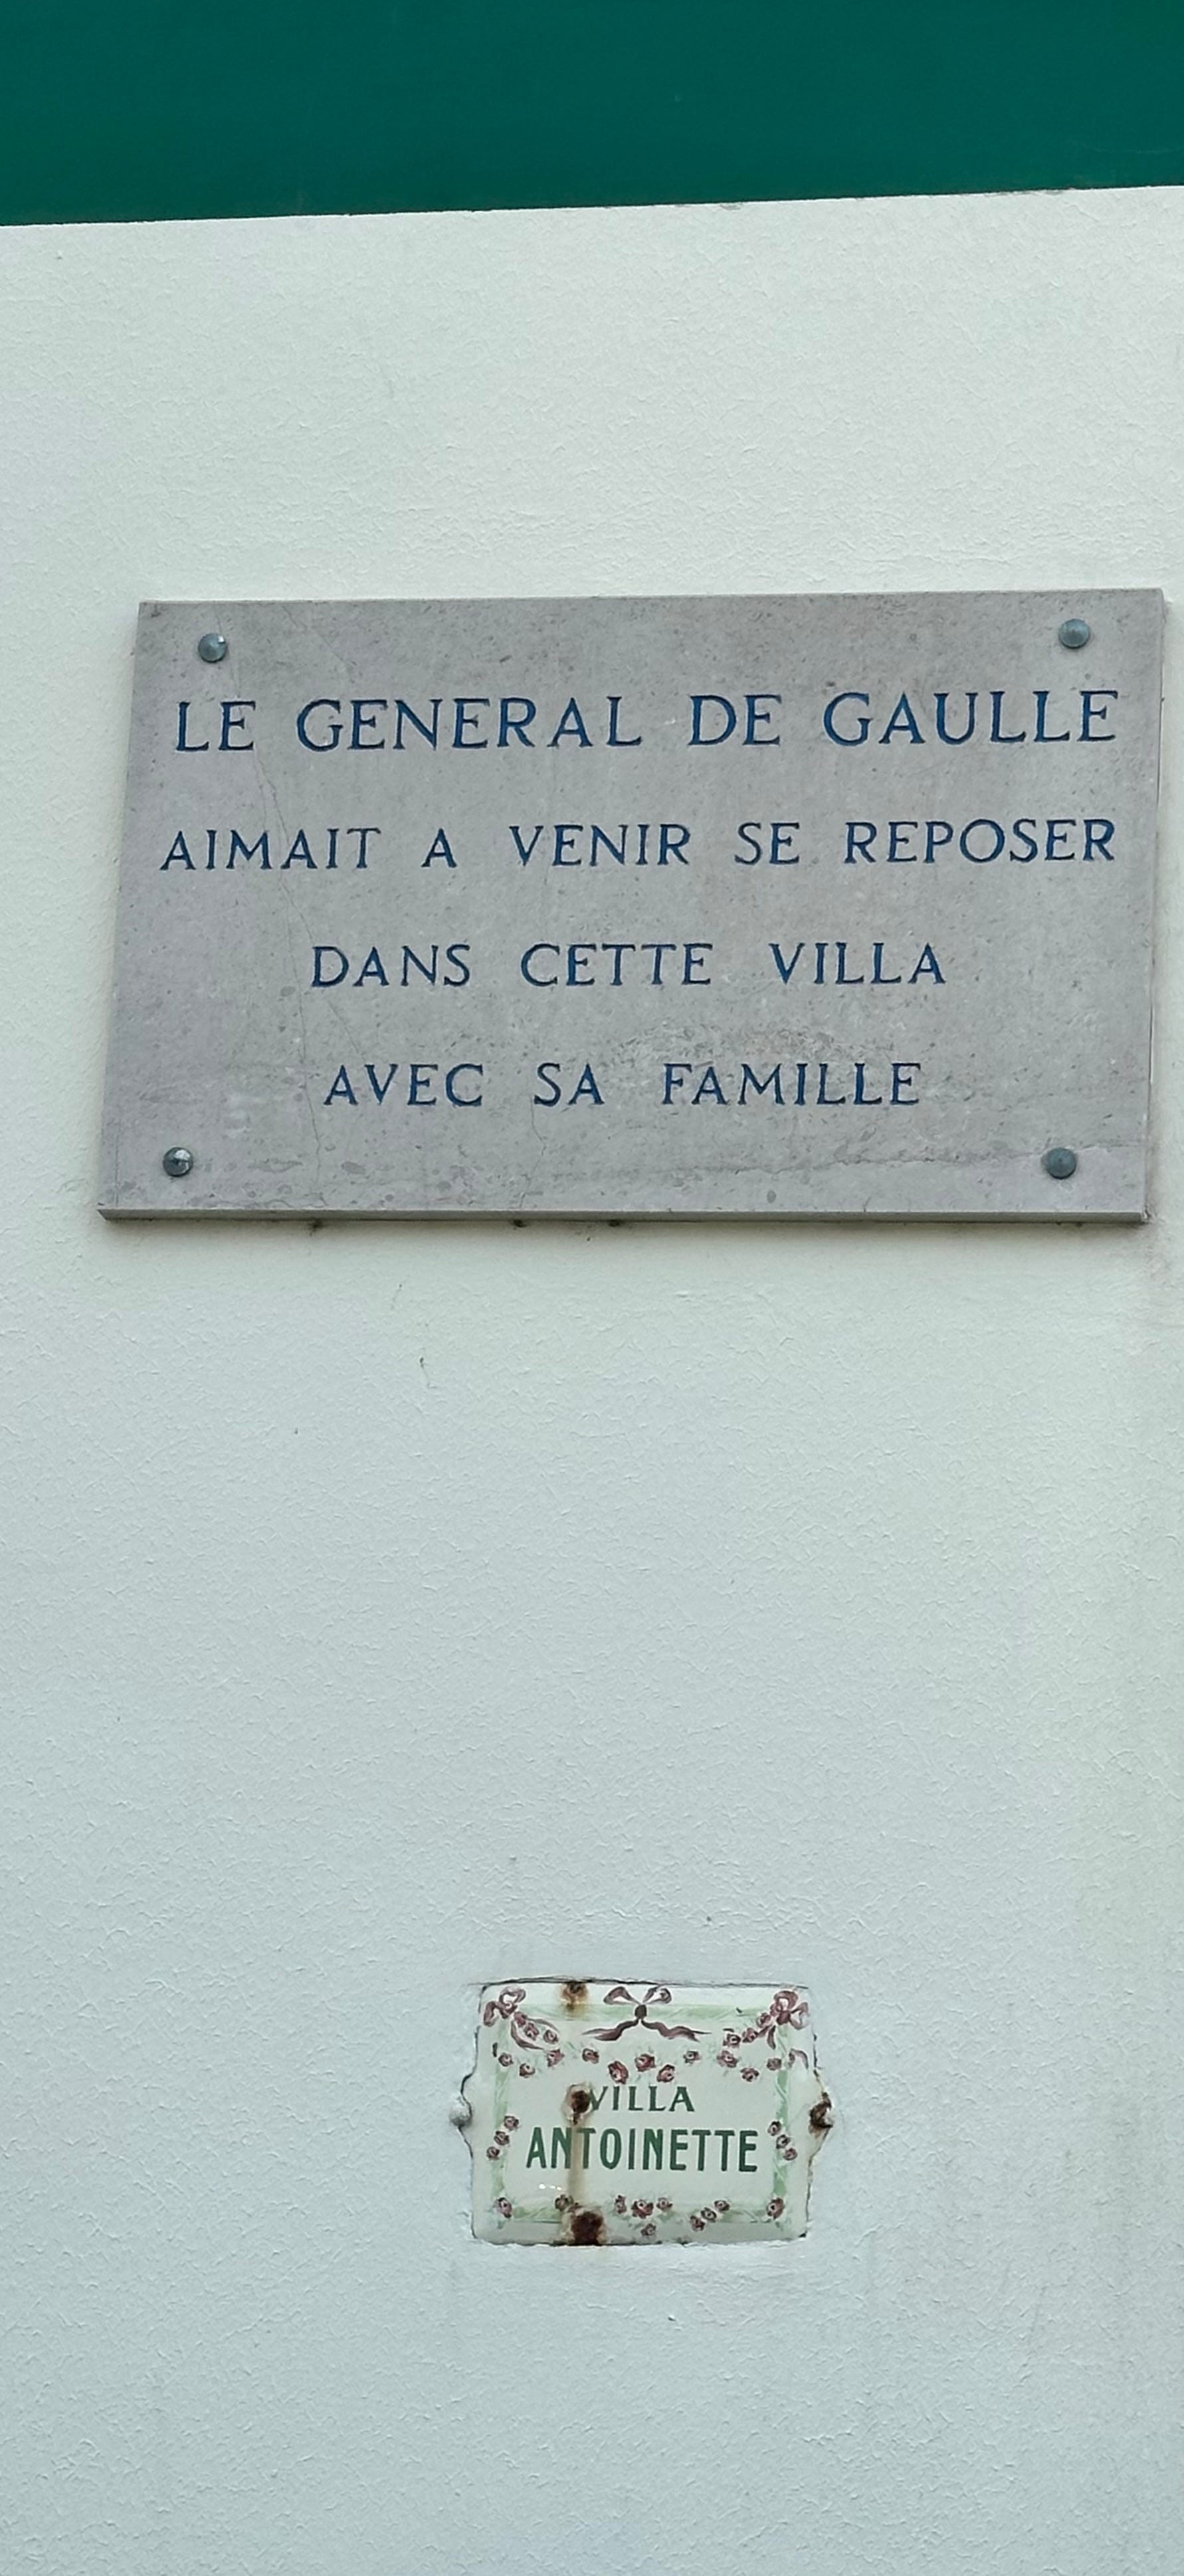 LE GENERAL DE GAULLE
AIMAIT A VENIR SE REPOSER
DANS CETTE VILLA
AVEC SA FAMILLE
VILLA
ANTOINETTE